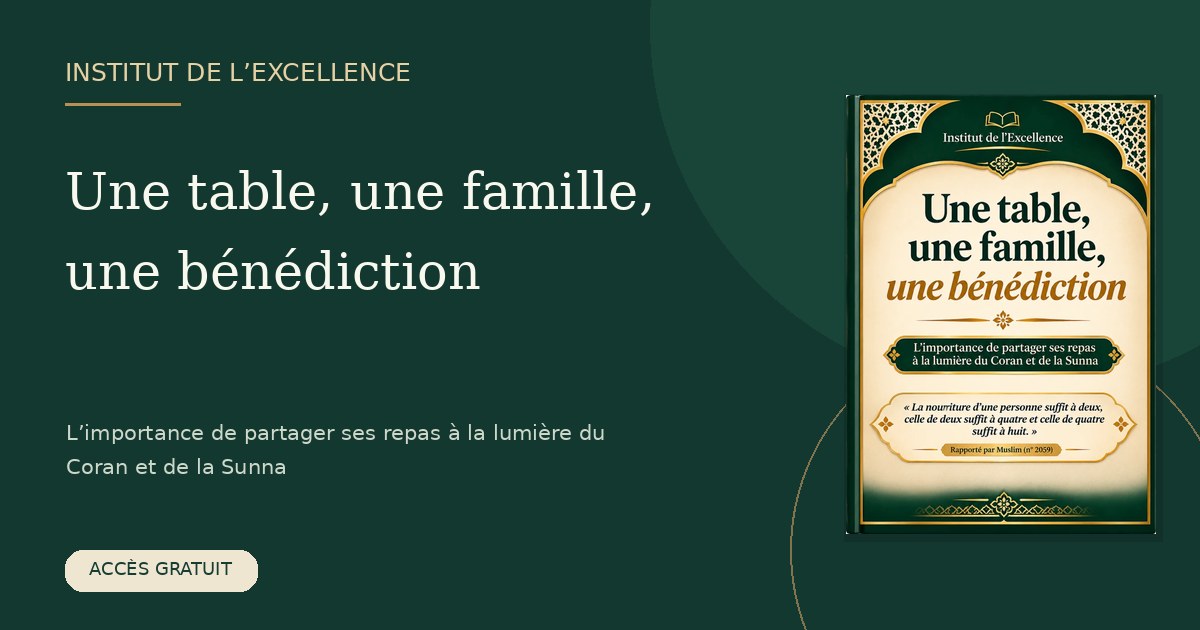 INSTITUT DE L’EXCELLENCE
Une table, une famille,
une bénédiction
L’importance de partager ses repas à la lumière du
Coran et de la Sunna
ACCÈS GRATUIT
Institut de l’Excellence
Une table,
une famille,
une bénédiction
L’importance de partager ses repas
à la lumière du Coran et de la Sunna
« La nourriture d’une personne suffit à deux,
celle de deux suffit à quatre et celle de quatre
suffit à huit. »
Rapporté par Muslim (n° 2059)